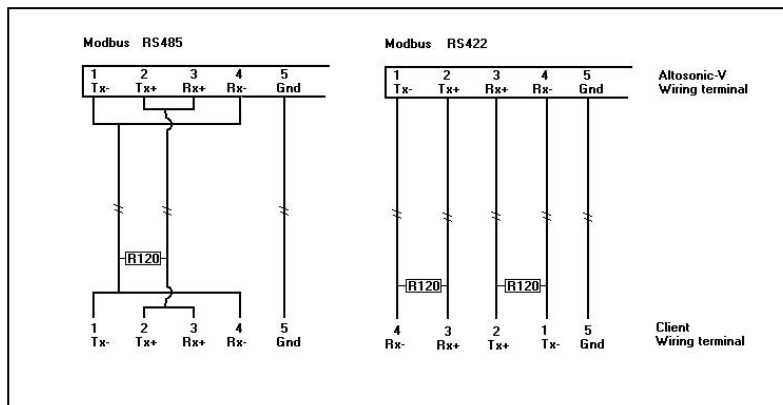 Modbus RS485
Modbus RS422
1 2 3 4 5
Tx- Tx+ Rx+ Rx- Gnd
1 2 3 4 5
Tx- Tx+ Rx+ Rx- Gnd
Altosonic-V
Wiring terminal
R120
R120 R120
1 2 3 4 5
Tx- Tx+ Rx+ Rx- Gnd
4 3 2 1 5
Rx- Rx+ Tx+ Tx- Gnd
Client
Wiring terminal